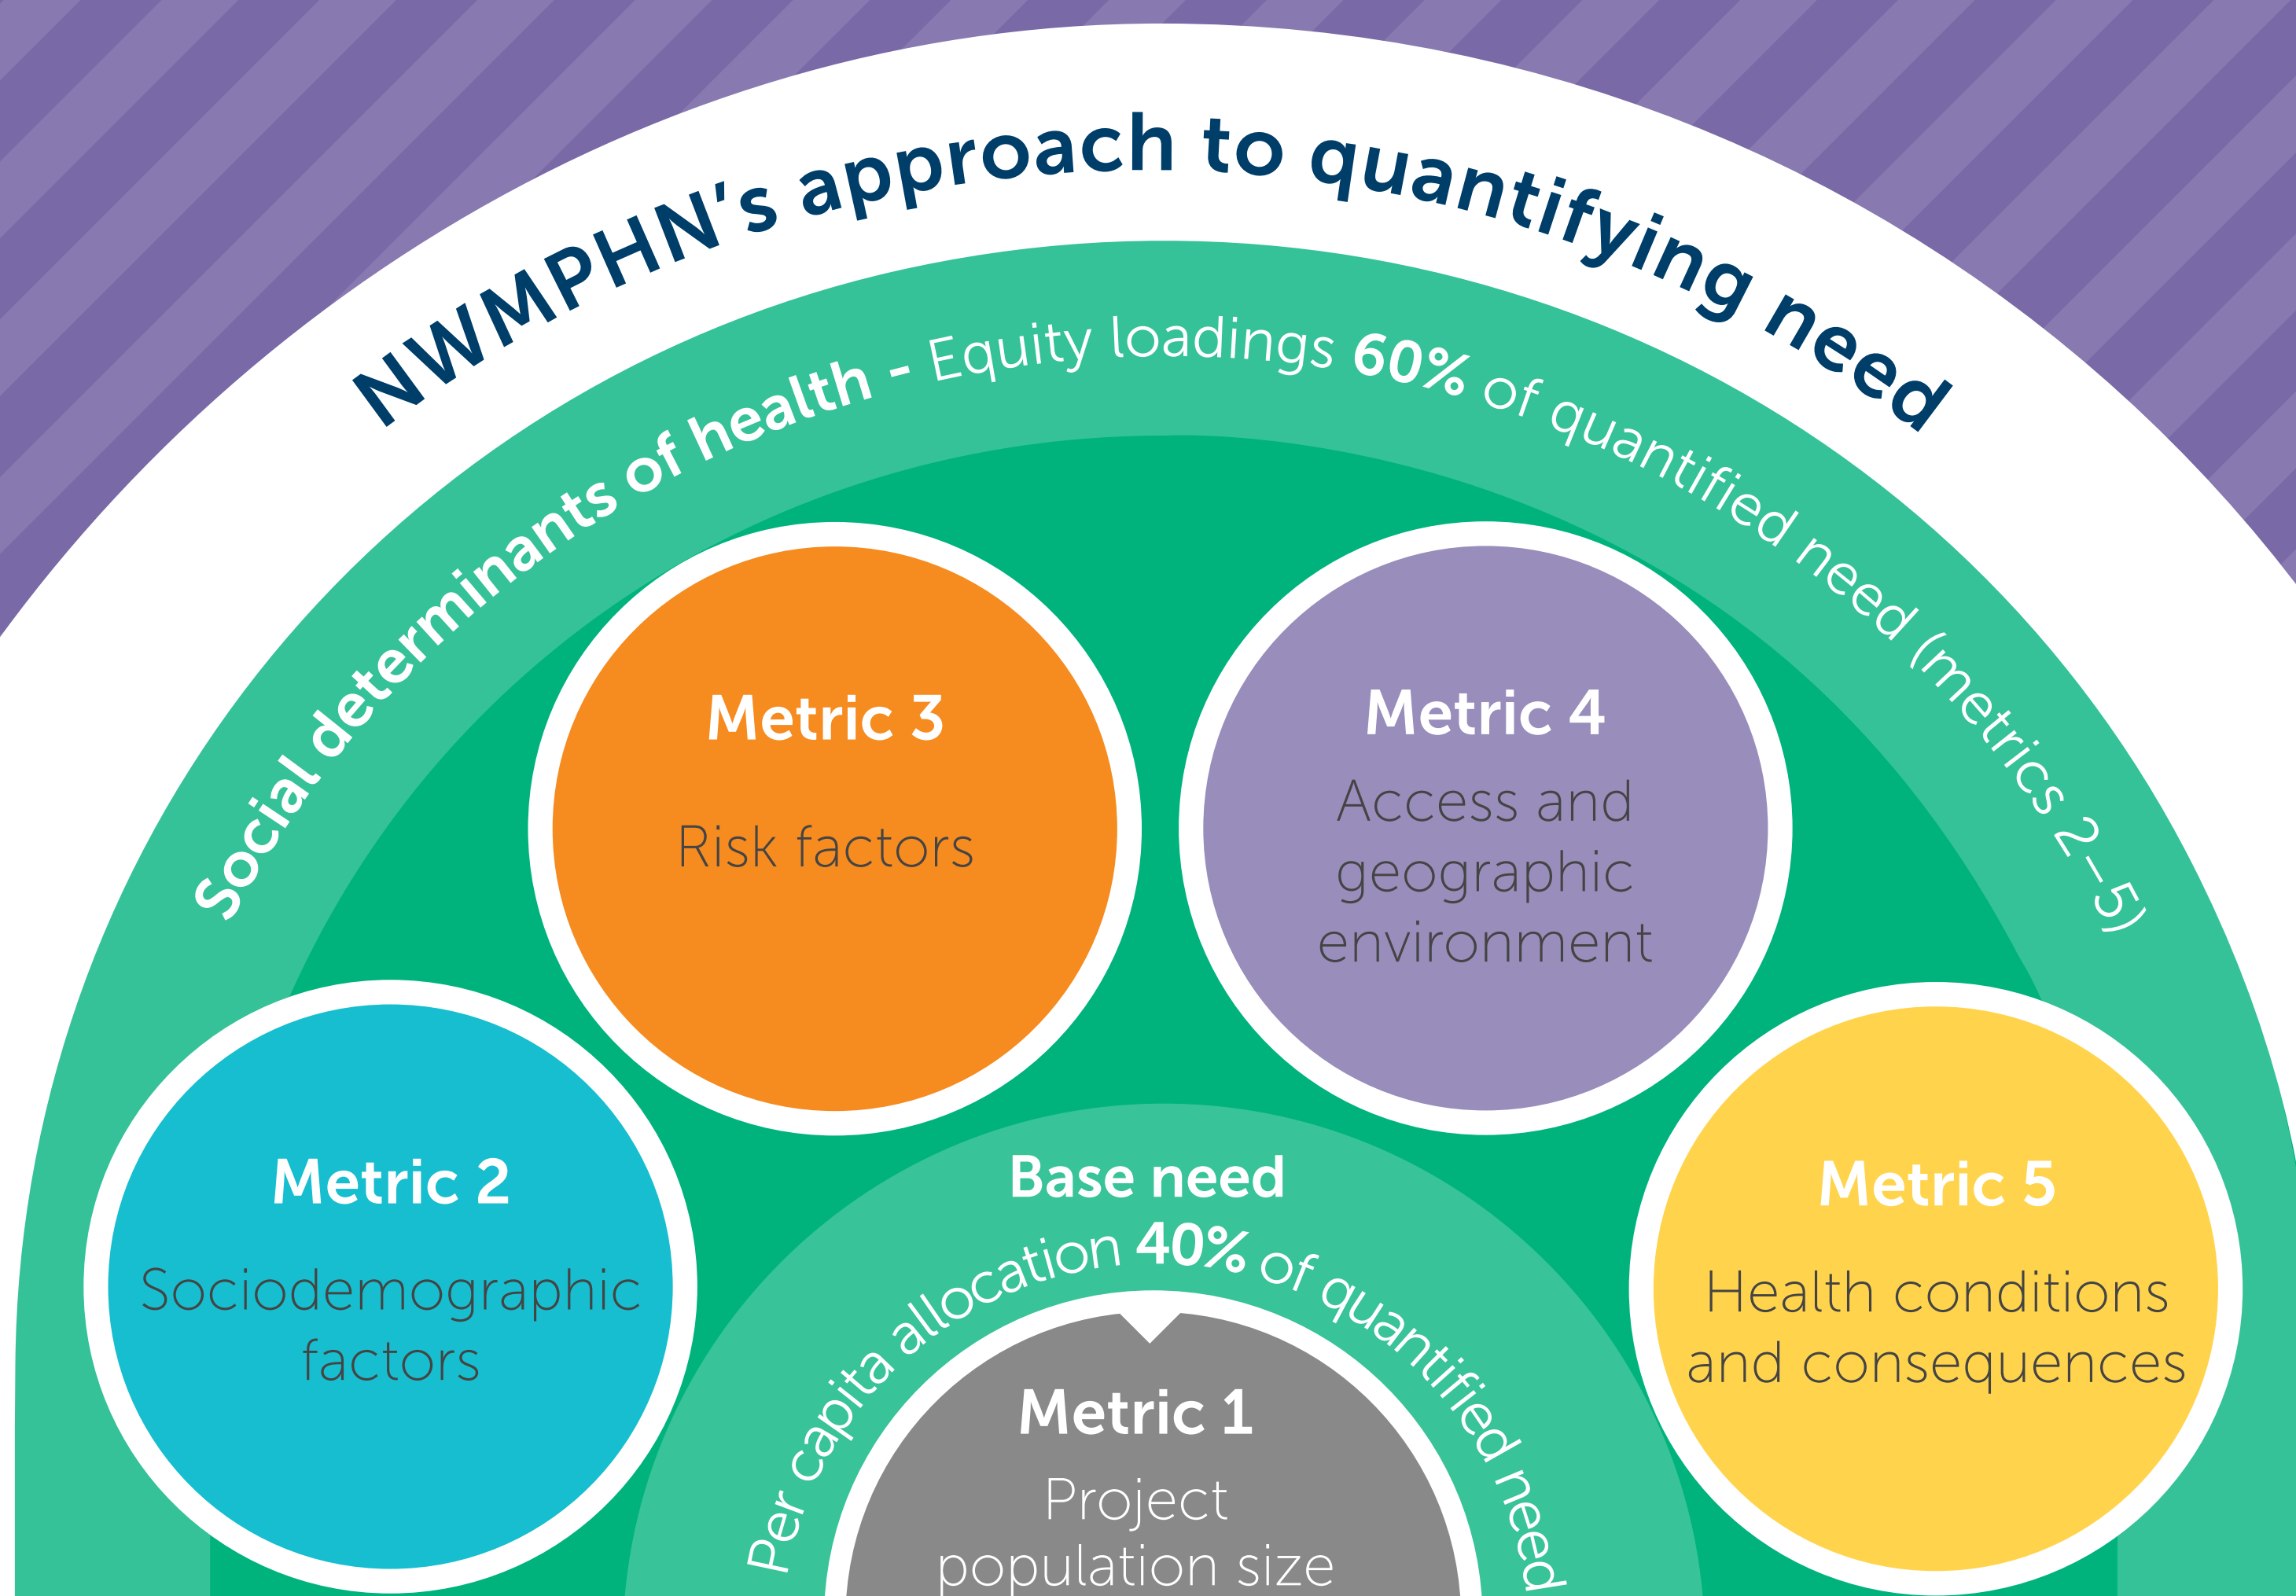 NWMPHN’s approach to quantifying need
Social determinants of health - Equity loadings 60% of quantified need (metrics 2–5)
Metric 3
Risk factors
Metric 4
Access and
geographic
environment
Metric 2
Sociodemographic
factors
Base need
Per capita allocation 40% of quantified need
Metric 1
Project
population size
Metric 5
Health conditions
and consequences